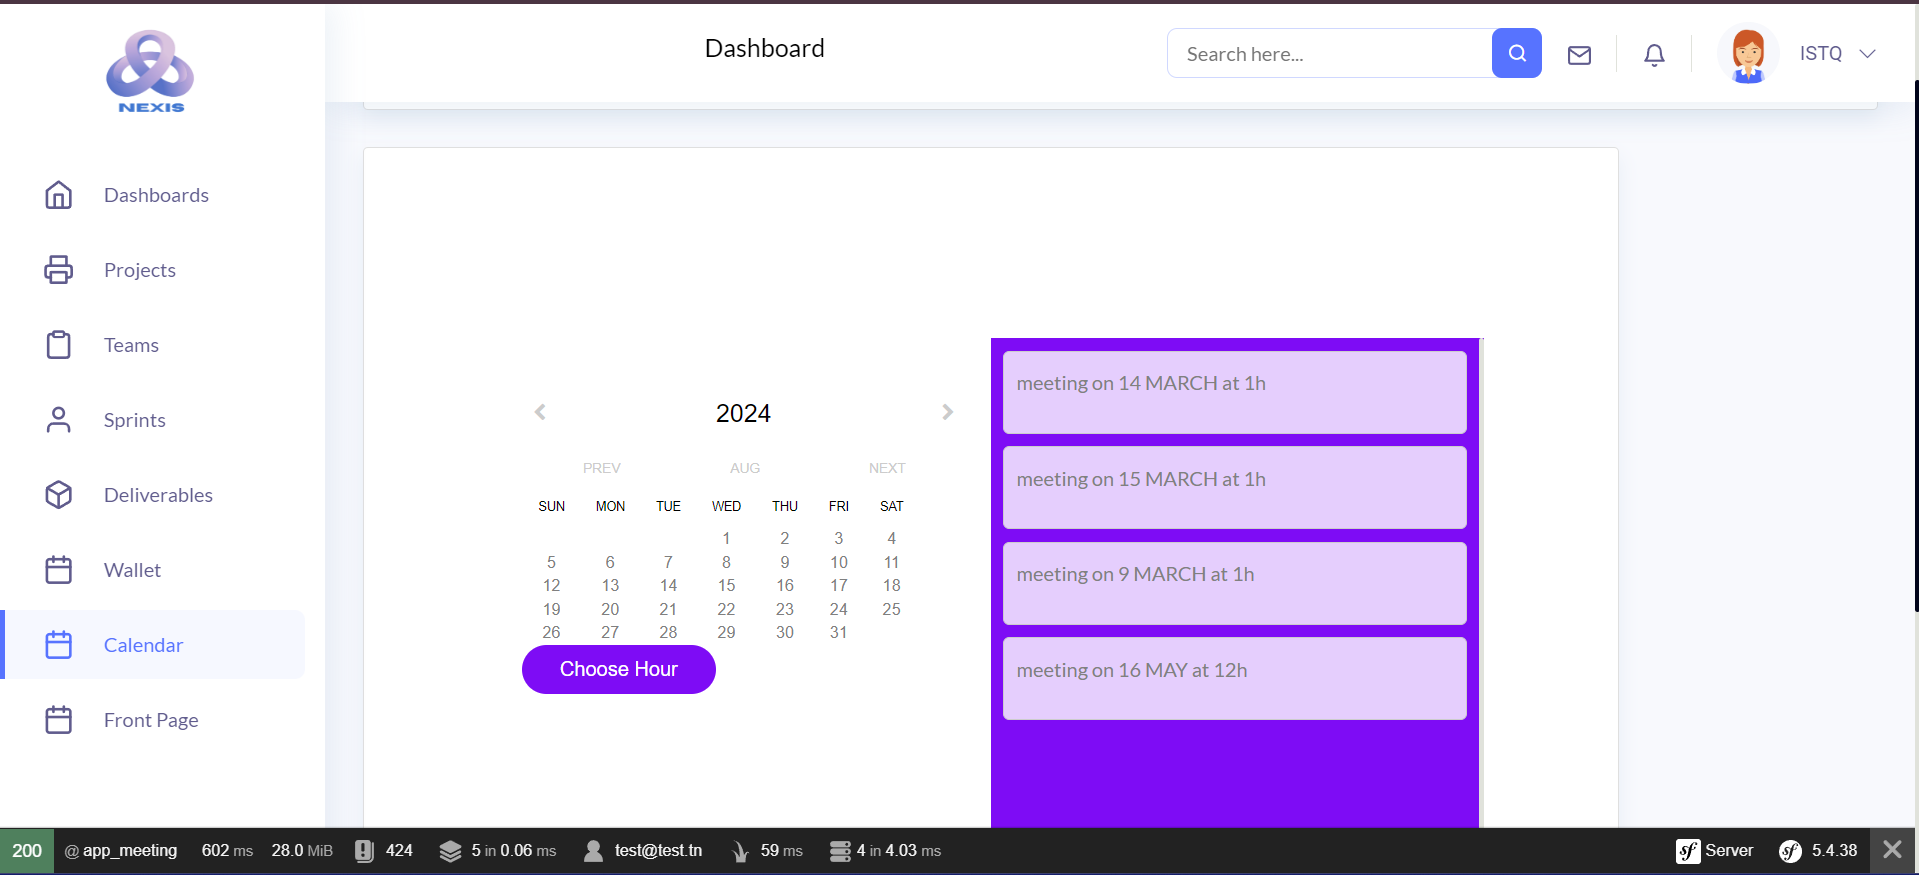 NEXIS
Dashboard
Search here...
ISTQ
Dashboards
Projects
Teams
Sprints
Deliverables
Wallet
Calendar
Front Page
2024
PREV AUG NEXT
SUN MON TUE WED THU FRI SAT
1 2 3 4
5 6 7 8 9 10 11
12 13 14 15 16 17 18
19 20 21 22 23 24 25
26 27 28 29 30 31
Choose Hour
meeting on 14 MARCH at 1h
meeting on 15 MARCH at 1h
meeting on 9 MARCH at 1h
meeting on 16 MAY at 12h
200 @ app_meeting 602 ms 28.0 MiB 424 5 in 0.06 ms test@test.tn 59 ms 4 in 4.03 ms sf Server sf 5.4.38